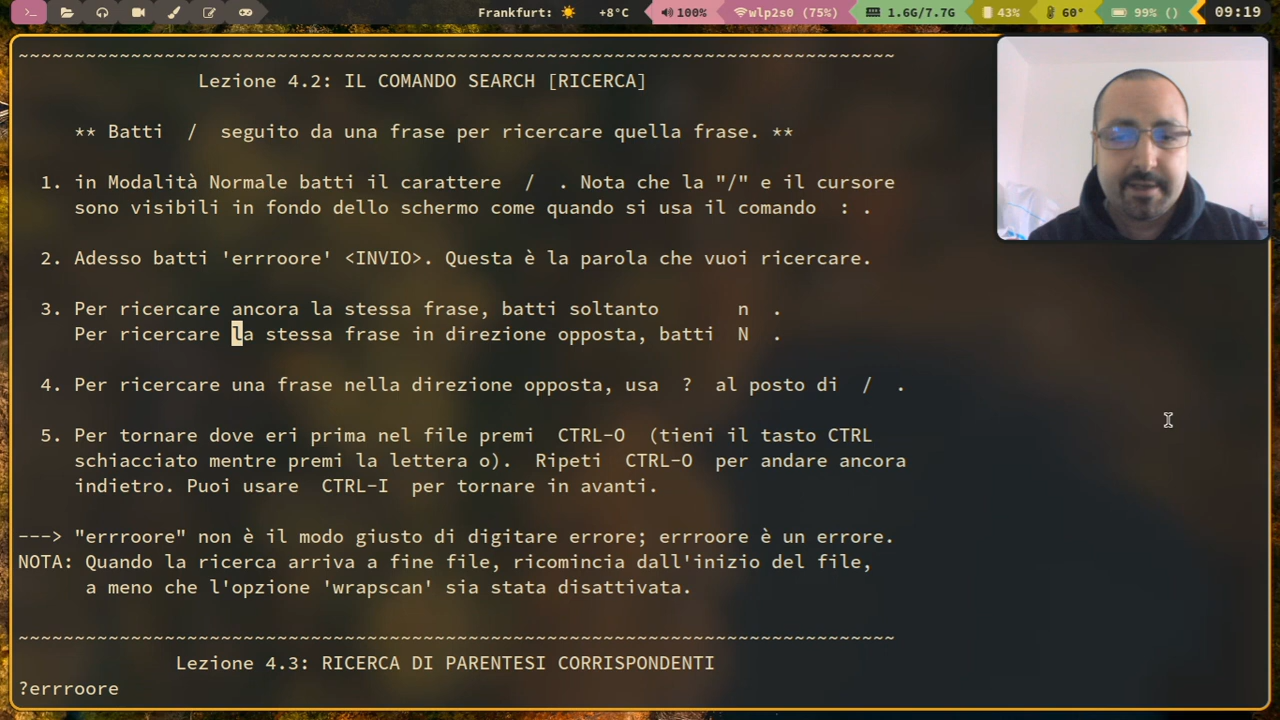 Frankfurt: +8°C 100% wlp2s0 (75%) 1.6G/7.7G 43% 60° 99% () 09:19
~~~~~~~~~~~~~~~~~~~~~~~~~~~~~~~~~~~~~~~~~~~~~~~~~~~~~~~~~~~~~~~~~~~~~~~~~~~~~~
Lezione 4.2: IL COMANDO SEARCH [RICERCA]
** Batti / seguito da una frase per ricercare quella frase. **
1. in Modalità Normale batti il carattere / . Nota che la "/" e il cursore
sono visibili in fondo dello schermo come quando si usa il comando : .
2. Adesso batti 'errroore' <INVIO>. Questa è la parola che vuoi ricercare.
3. Per ricercare ancora la stessa frase, batti soltanto n .
Per ricercare la stessa frase in direzione opposta, batti N .
4. Per ricercare una frase nella direzione opposta, usa ? al posto di / .
5. Per tornare dove eri prima nel file premi CTRL-O (tieni il tasto CTRL
schiacciato mentre premi la lettera o). Ripeti CTRL-O per andare ancora
indietro. Puoi usare CTRL-I per tornare in avanti.
---> "errroore" non è il modo giusto di digitare errore; errroore è un errore.
NOTA: Quando la ricerca arriva a fine file, ricomincia dall'inizio del file,
a meno che l'opzione 'wrapscan' sia stata disattivata.
~~~~~~~~~~~~~~~~~~~~~~~~~~~~~~~~~~~~~~~~~~~~~~~~~~~~~~~~~~~~~~~~~~~~~~~~~~~~~~
Lezione 4.3: RICERCA DI PARENTESI CORRISPONDENTI
?errroore